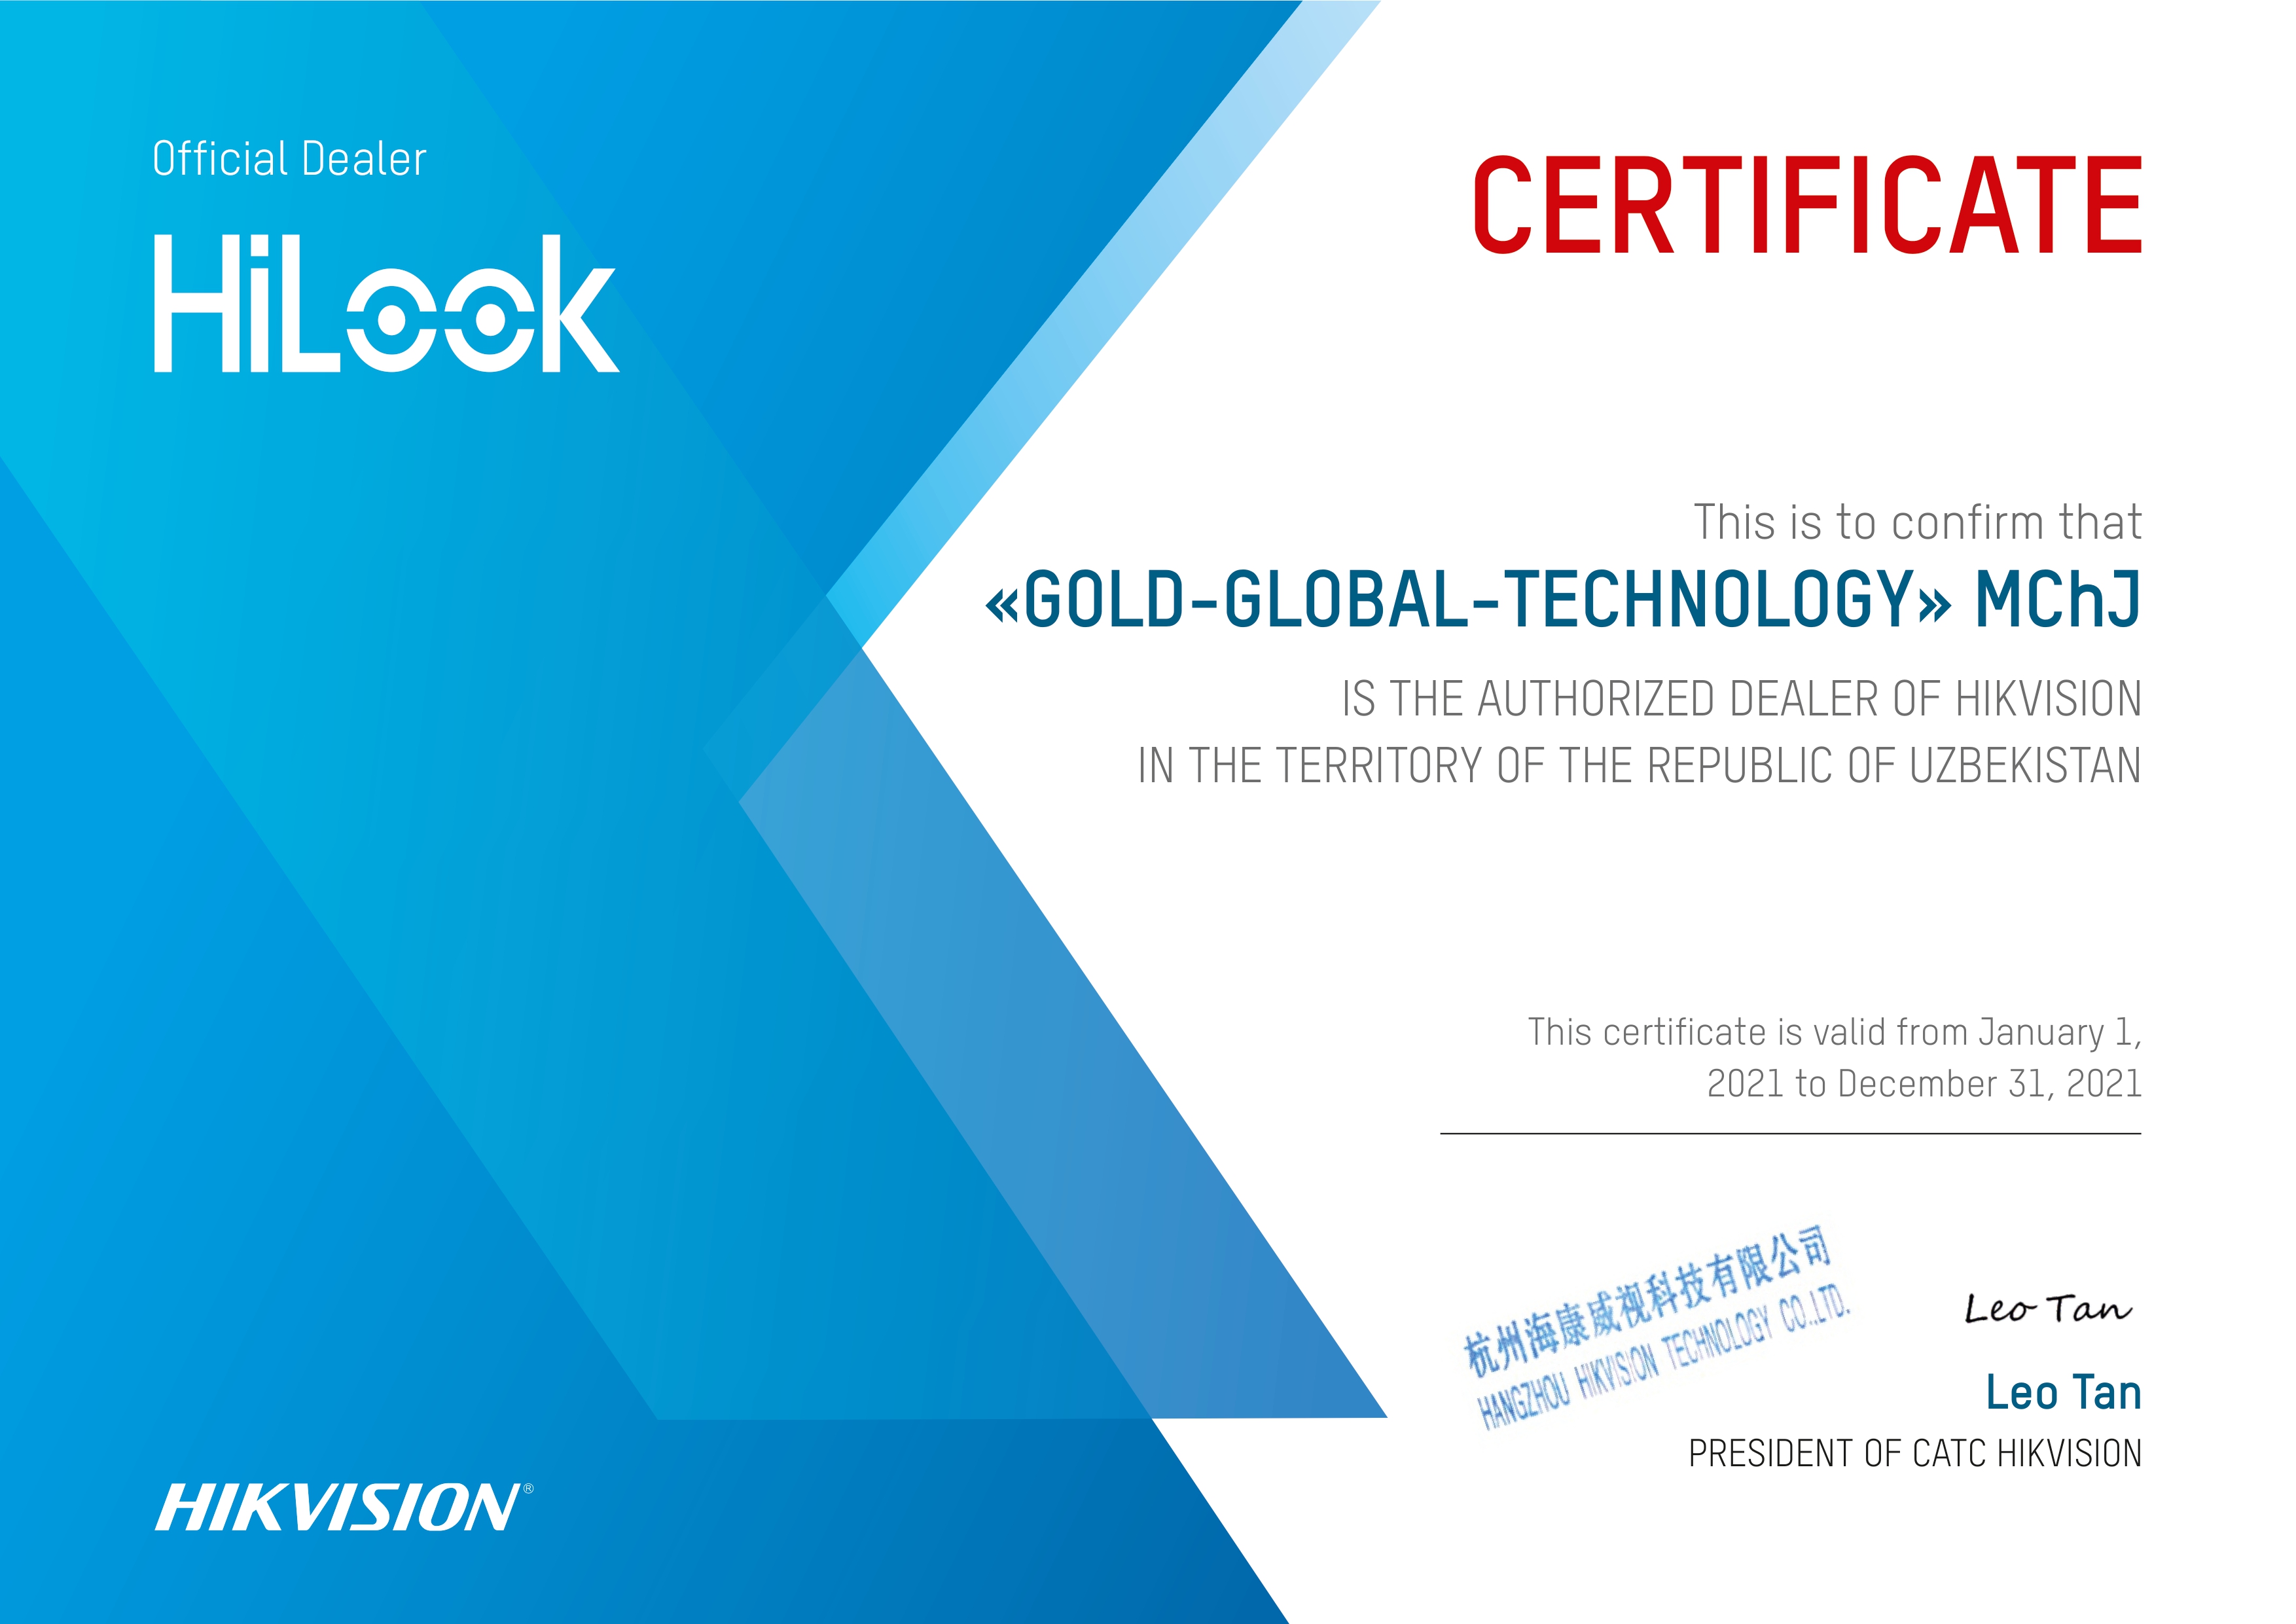 Official Dealer
HiLook
CERTIFICATE
This is to confirm that
«GOLD-GLOBAL-TECHNOLOGY» MChJ
IS THE AUTHORIZED DEALER OF HIKVISION
IN THE TERRITORY OF THE REPUBLIC OF UZBEKISTAN
This certificate is valid from January 1,
2021 to December 31, 2021
杭州海康威视科技有限公司
HANGZHOU HIKVISION TECHNOLOGY CO.,LTD.
Leo Tan
Leo Tan
PRESIDENT OF CATC HIKVISION
HIKVISION®